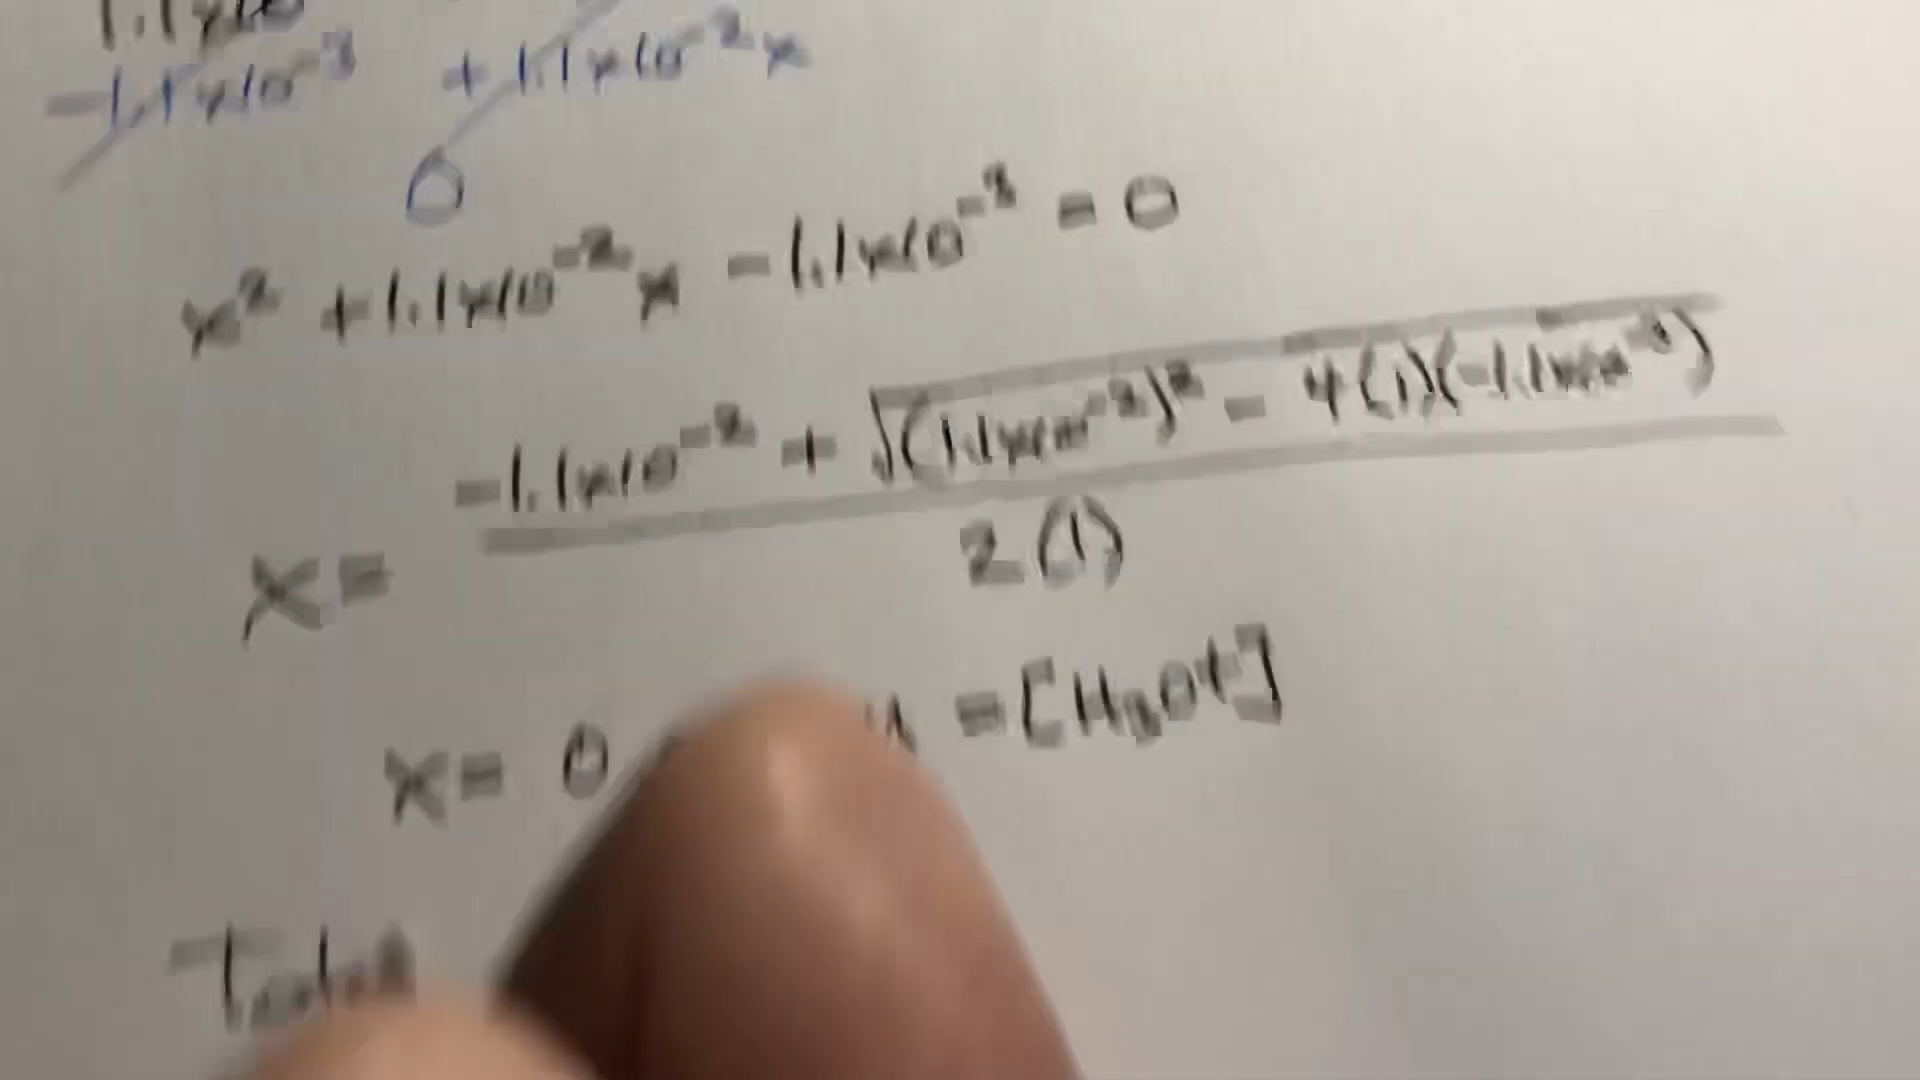 -1.1x10⁻³ +1.1x10⁻²x
0
x² +1.1x10⁻²x -1.1x10⁻³ = 0
x= -1.1x10⁻² + √(1.1x10⁻²)² - 4(1)(-1.1x10⁻³)
2(1)
x= 0 M =[H₃O+]
Total